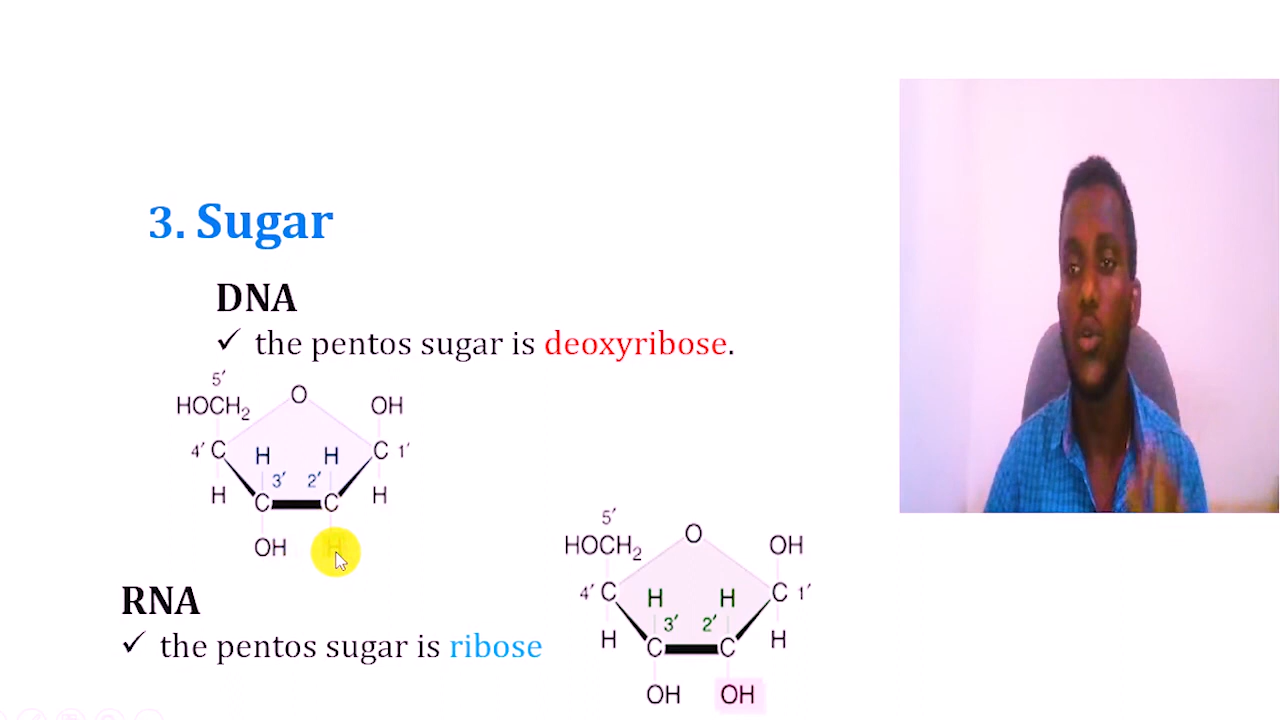 3. Sugar
DNA
✓ the pentos sugar is deoxyribose.
5′
HOCH2 O OH
4′ C H H C 1′
3′ 2′
H C C H
OH H
RNA
✓ the pentos sugar is ribose
5′
HOCH2 O OH
4′ C H H C 1′
3′ 2′
H C C H
OH OH